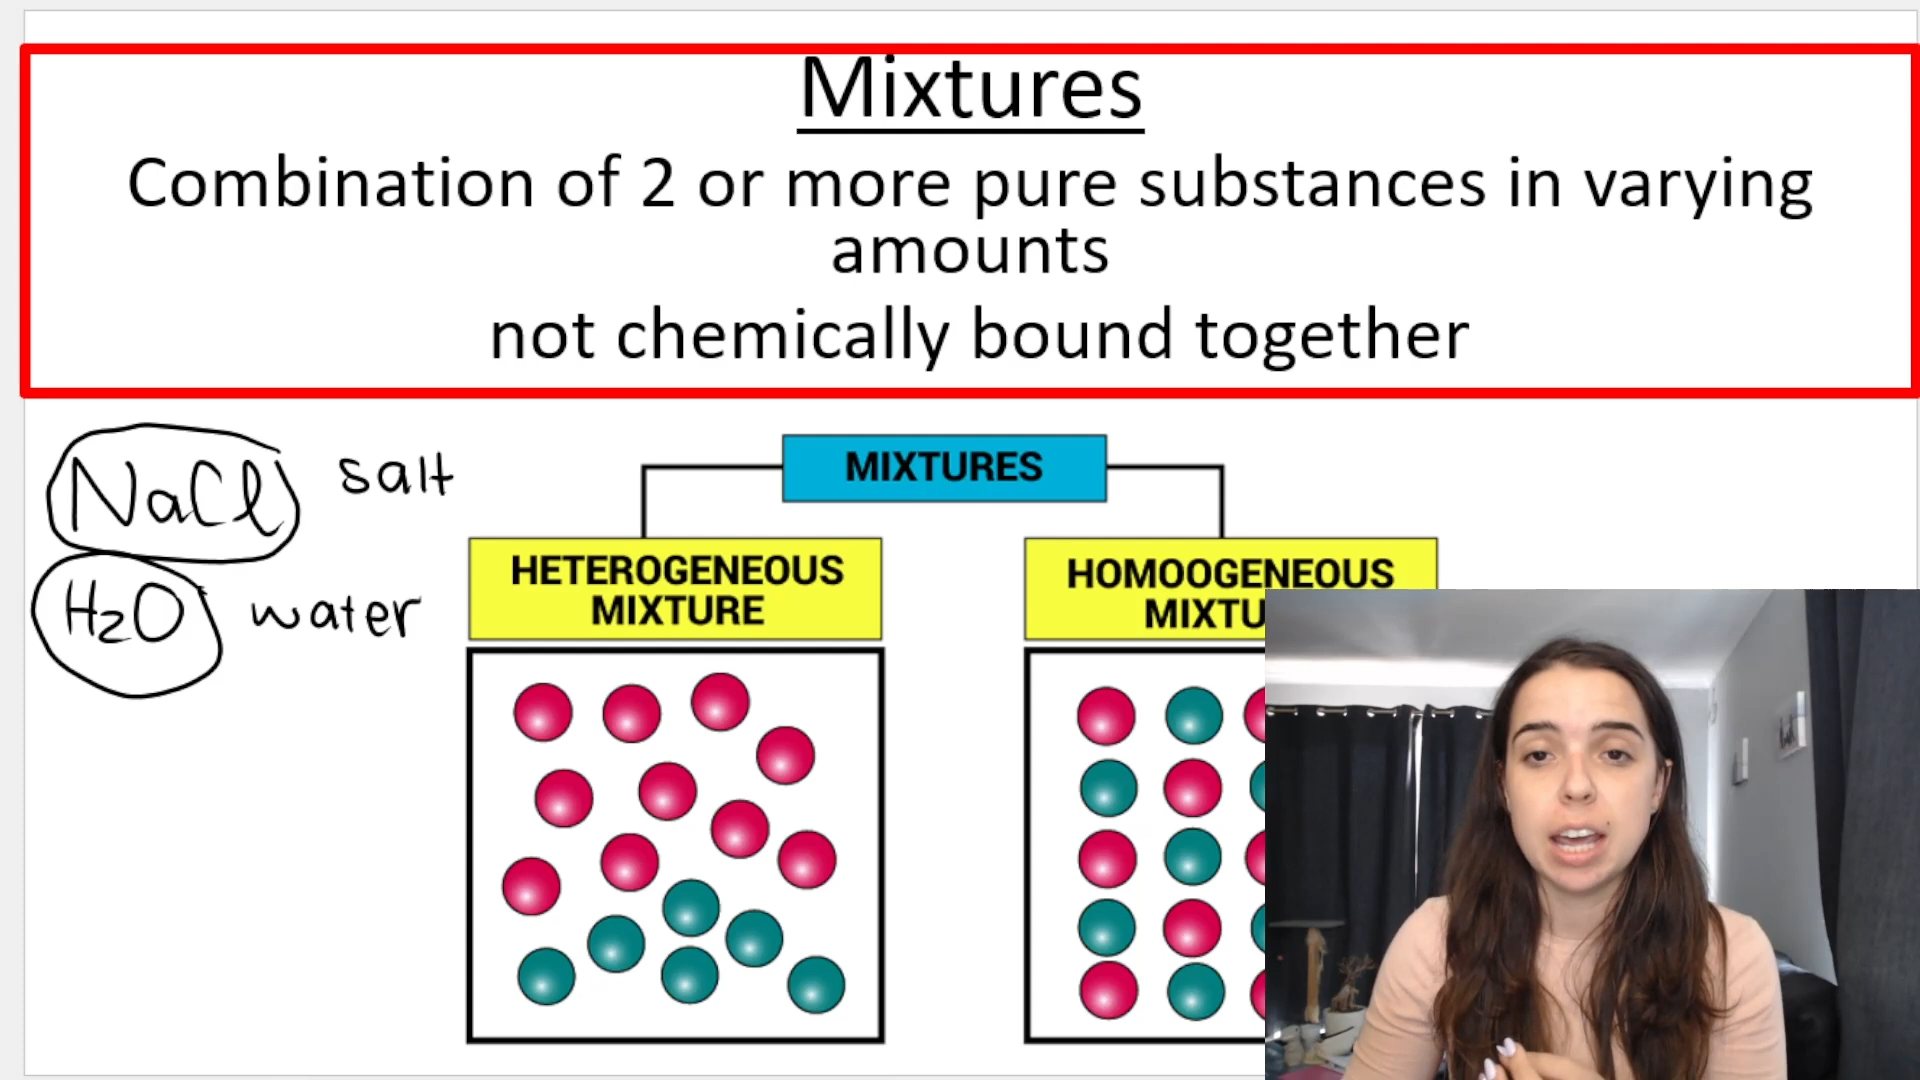 Mixtures
Combination of 2 or more pure substances in varying
amounts
not chemically bound together
NaCl salt
H2O water
MIXTURES
HETEROGENEOUS
MIXTURE
HOMOOGENEOUS
MIXTU